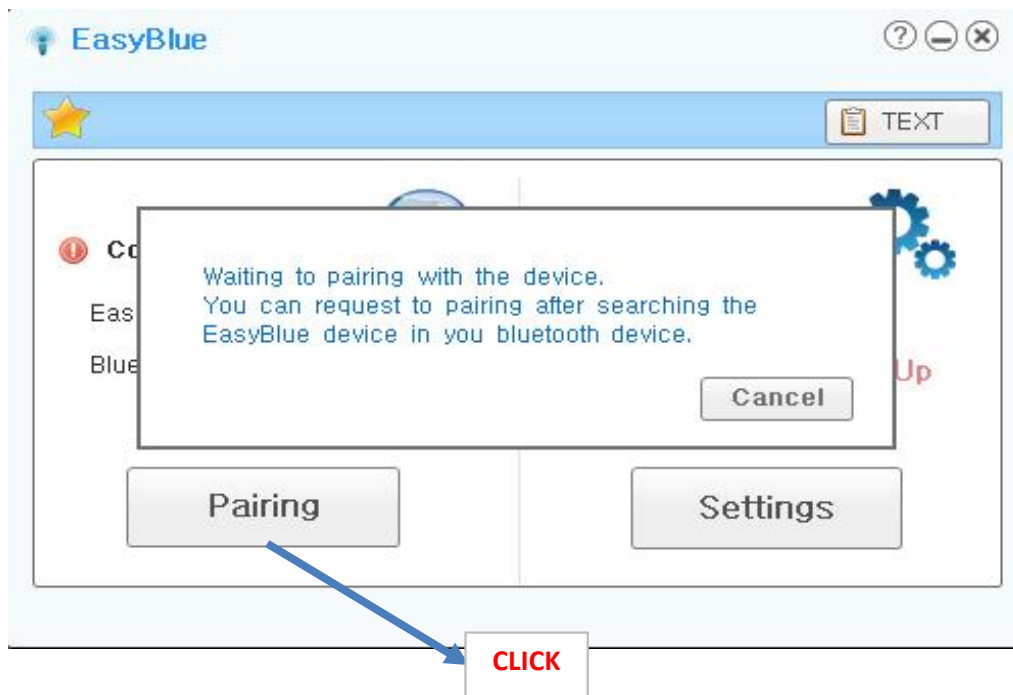 EasyBlue
TEXT
Waiting to pairing with the device.
You can request to pairing after searching the
EasyBlue device in you bluetooth device.
Cancel
Up
Pairing
Settings
CLICK